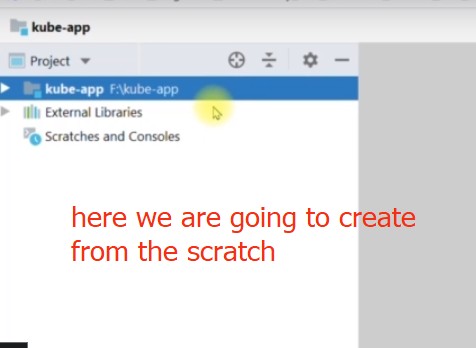 kube-app
Project
kube-app F:\kube-app
External Libraries
Scratches and Consoles
here we are going to create
from the scratch